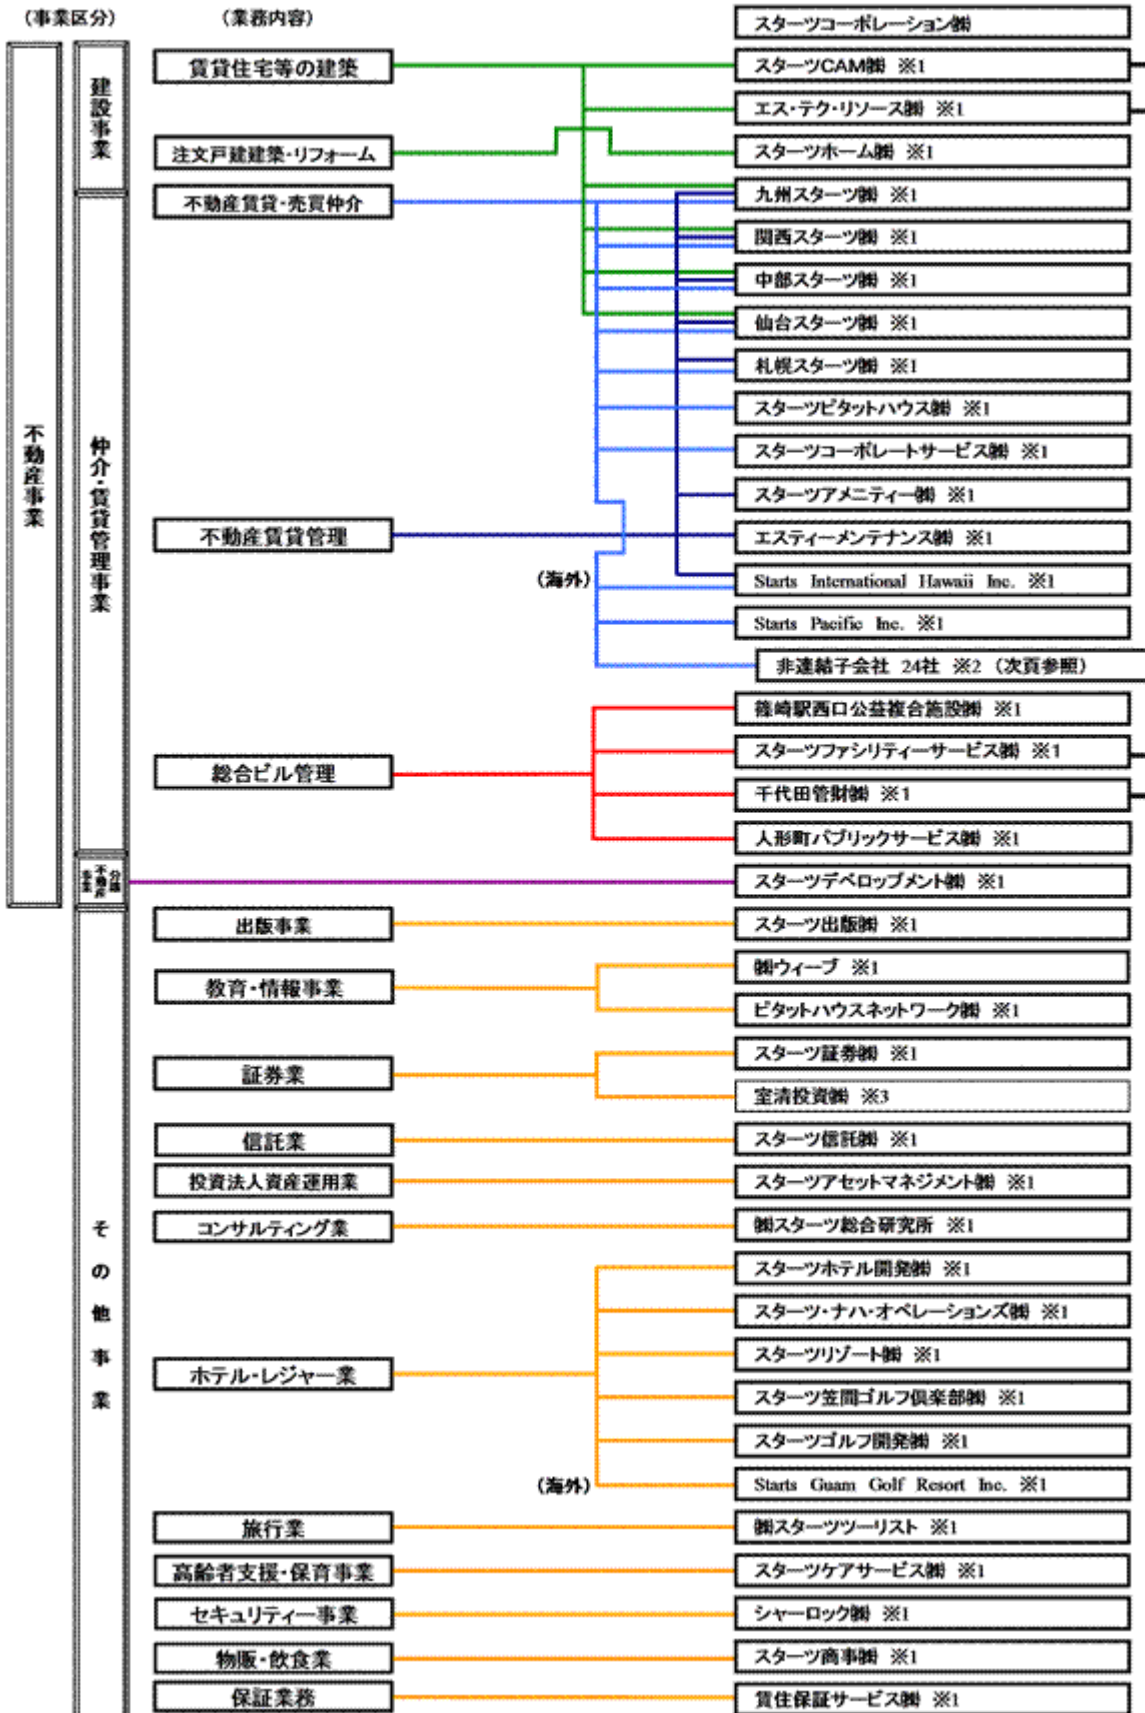 （事業区分）
（業務内容）
スターツコーポレーション㈱
不動産事業
建設事業
賃貸住宅等の建築
スターツCAM㈱ ※1
エス・テク・リソース㈱ ※1
注文戸建建築・リフォーム
スターツホーム㈱ ※1
仲介・賃貸管理事業
不動産賃貸・売買仲介
九州スターツ㈱ ※1
関西スターツ㈱ ※1
中部スターツ㈱ ※1
仙台スターツ㈱ ※1
札幌スターツ㈱ ※1
スターツピタットハウス㈱ ※1
スターツコーポレートサービス㈱ ※1
スターツアメニティー㈱ ※1
不動産賃貸管理
エスティーメンテナンス㈱ ※1
（海外）
Starts International Hawaii Inc. ※1
Starts Pacific Inc. ※1
非連結子会社 24社 ※2 （次頁参照）
篠崎駅西口公益複合施設㈱ ※1
スターツファシリティーサービス㈱ ※1
総合ビル管理
千代田管財㈱ ※1
人形町パブリックサービス㈱ ※1
分譲
不動産
事業
スターツデベロップメント㈱ ※1
その他事業
出版事業
スターツ出版㈱ ※1
教育・情報事業
㈱ウィーブ ※1
ピタットハウスネットワーク㈱ ※1
証券業
スターツ証券㈱ ※1
室清投資㈱ ※3
信託業
スターツ信託㈱ ※1
投資法人資産運用業
スターツアセットマネジメント㈱ ※1
コンサルティング業
㈱スターツ総合研究所 ※1
スターツホテル開発㈱ ※1
スターツ・ナハ・オペレーションズ㈱ ※1
スターツリゾート㈱ ※1
ホテル・レジャー業
スターツ笠間ゴルフ倶楽部㈱ ※1
スターツゴルフ開発㈱ ※1
（海外）
Starts Guam Golf Resort Inc. ※1
旅行業
㈱スターツツーリスト ※1
高齢者支援・保育事業
スターツケアサービス㈱ ※1
セキュリティー事業
シャーロック㈱ ※1
物販・飲食業
スターツ商事㈱ ※1
保証業務
賃住保証サービス㈱ ※1